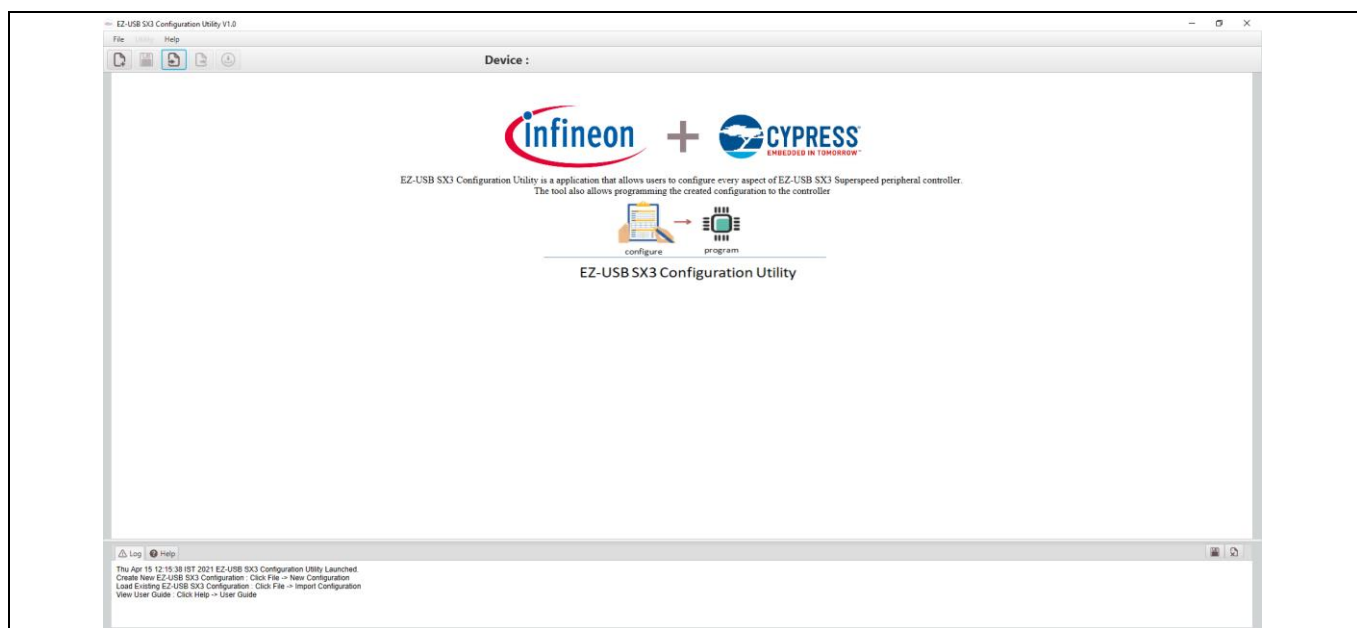 EZ-USB SX3 Configuration Utility V1.0
File Utility Help
Device :
infineon + CYPRESS
EMBEDDED IN TOMORROW™
EZ-USB SX3 Configuration Utility is a application that allows users to configure every aspect of EZ-USB SX3 Superspeed peripheral controller.
The tool also allows programming the created configuration to the controller
configure program
EZ-USB SX3 Configuration Utility
Log Help
Thu Apr 15 12:15:38 IST 2021 EZ-USB SX3 Configuration Utility Launched.
Create New EZ-USB SX3 Configuration : Click File -> New Configuration
Load Existing EZ-USB SX3 Configuration : Click File -> Import Configuration
View User Guide : Click Help -> User Guide